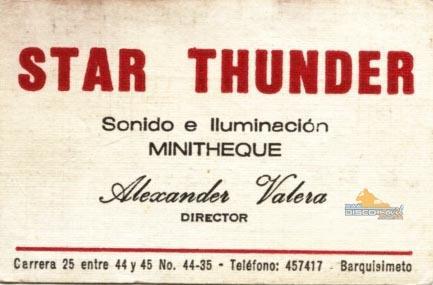 STAR THUNDER
Sonido e Iluminación
MINITHEQUE
Alexander Valera
DIRECTOR
Carrera 25 entre 44 y 45 No. 44-35 - Teléfono: 457417 Barquisimeto